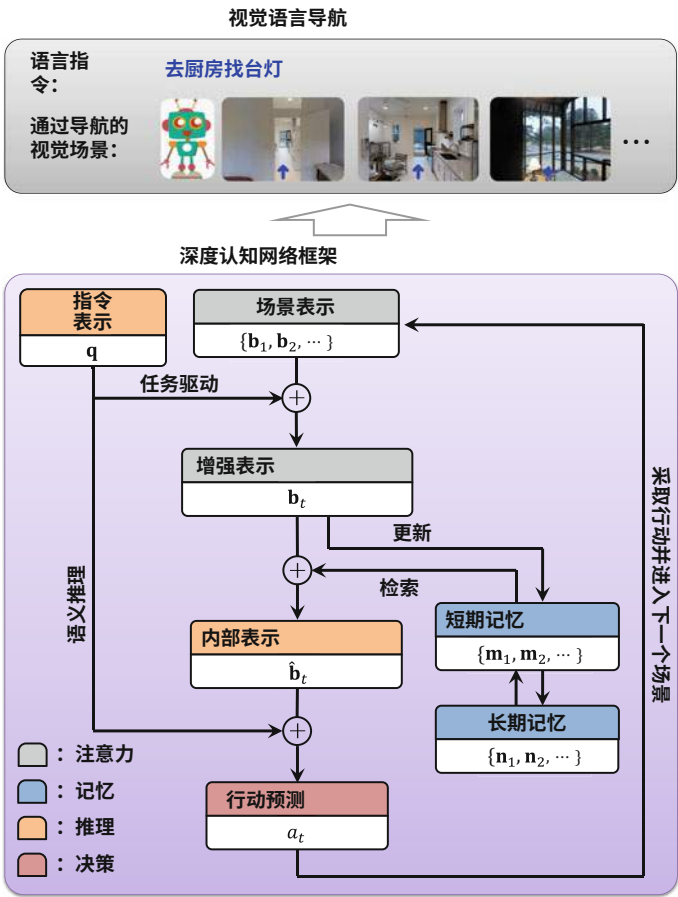 视觉语言导航
语言指
令：
去厨房找台灯
通过导航的
视觉场景：
...
深度认知网络框架
指令
表示
q
场景表示
{b₁, b₂, ⋯ }
任务驱动
增强表示
bₜ
更新
检索
语义推理
内部表示
b̂ₜ
短期记忆
{m₁, m₂, ⋯ }
长期记忆
{n₁, n₂, ⋯ }
行动预测
aₜ
采取行动并进入下一个场景
：注意力
：记忆
：推理
：决策